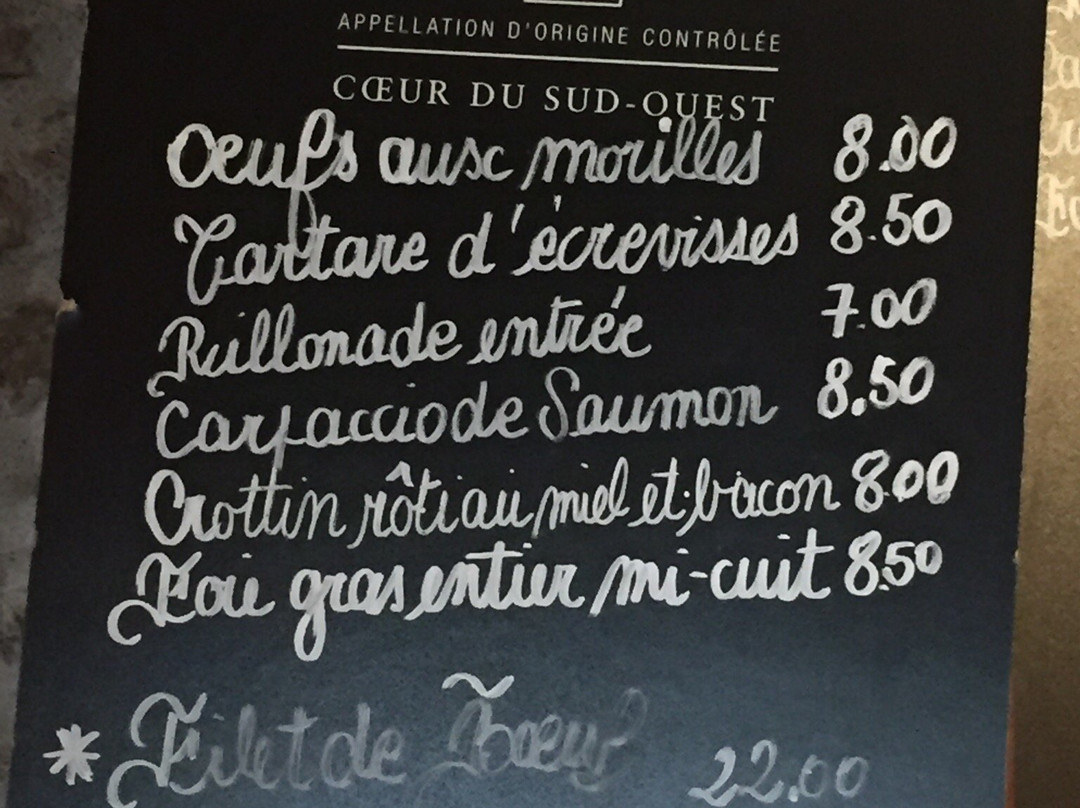 APPELLATION D'ORIGINE CONTRÔLÉE
CŒUR DU SUD-OUEST
Oeufs aux morilles 8.00
Tartare d'écrevisses 8.50
Rillonade entrée 7.00
Carpaccio de Saumon 8.50
Crottin rôti au miel et bacon 8.00
Foie gras entier mi-cuit 8.50
* Filet de Bœuf 22.00